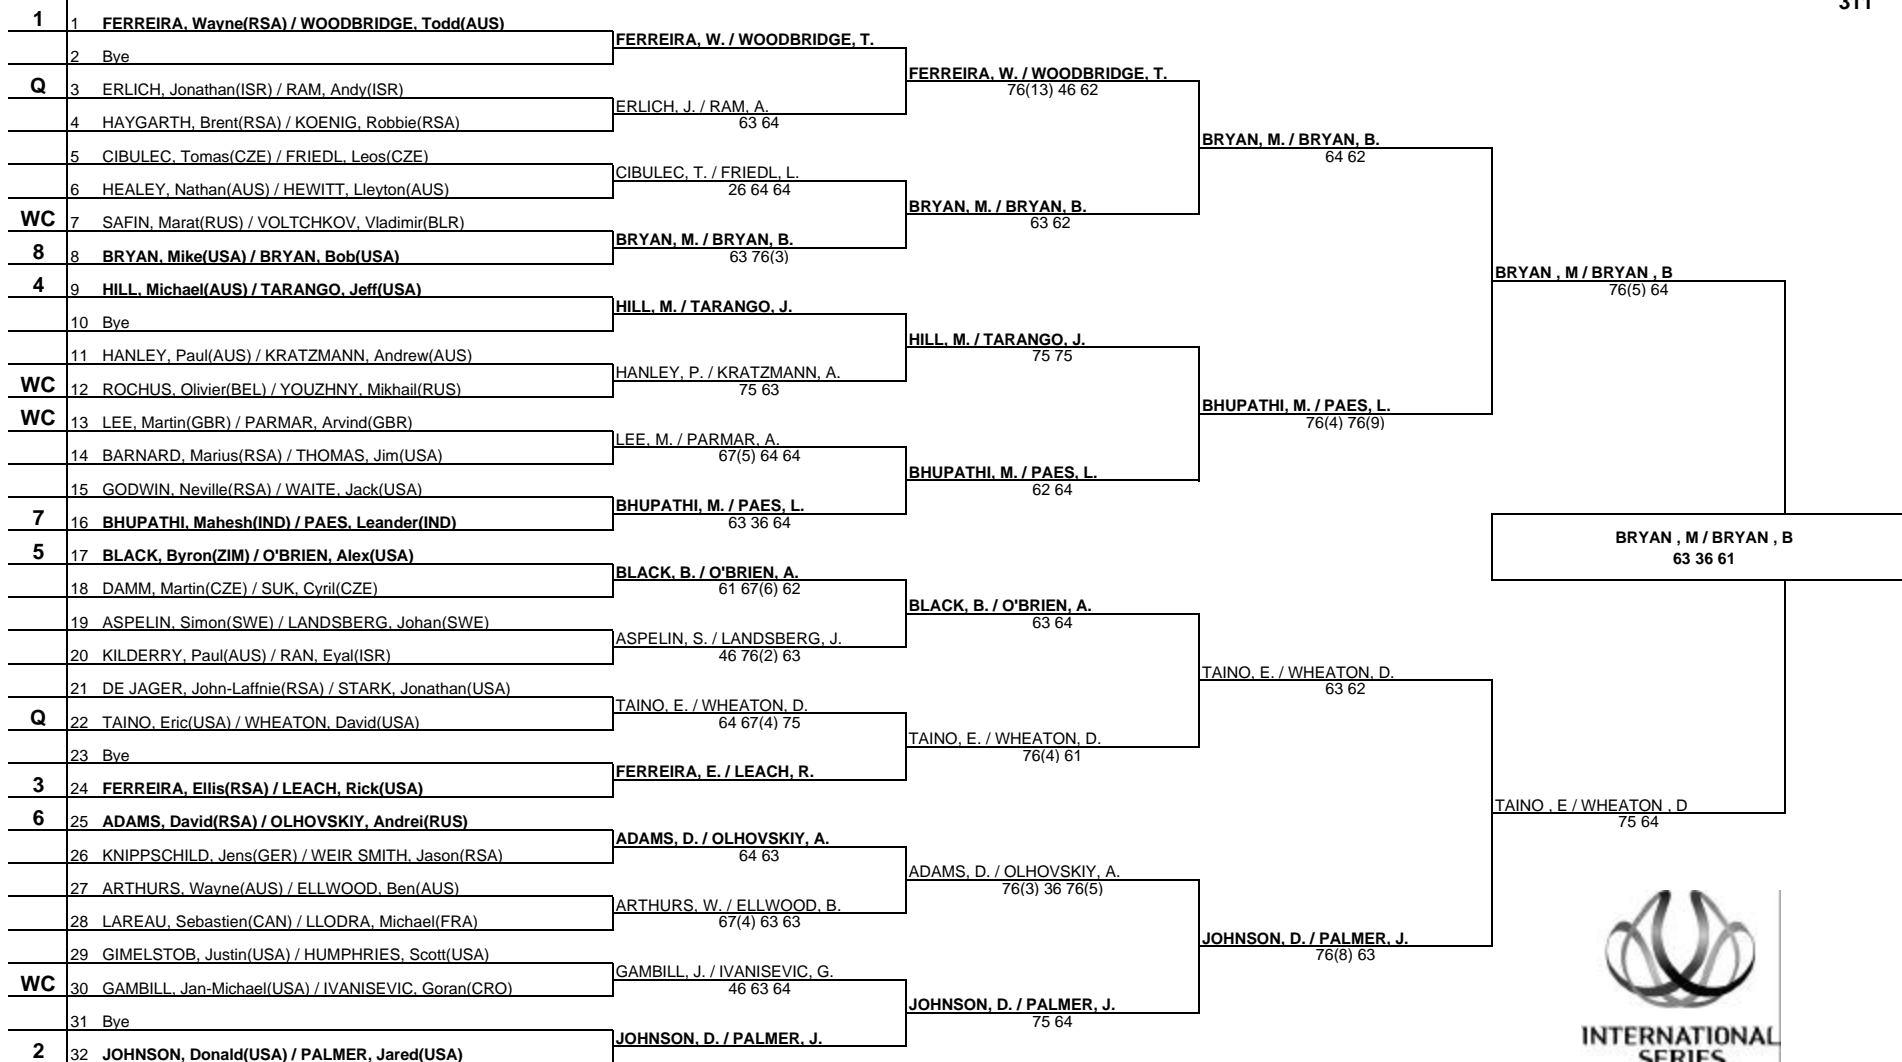 311
1 1 FERREIRA, Wayne(RSA) / WOODBRIDGE, Todd(AUS)
FERREIRA, W. / WOODBRIDGE, T.
2 Bye
FERREIRA, W. / WOODBRIDGE, T.
76(13) 46 62
Q 3 ERLICH, Jonathan(ISR) / RAM, Andy(ISR)
ERLICH, J. / RAM, A.
63 64
4 HAYGARTH, Brent(RSA) / KOENIG, Robbie(RSA)
BRYAN, M. / BRYAN, B.
64 62
5 CIBULEC, Tomas(CZE) / FRIEDL, Leos(CZE)
CIBULEC, T. / FRIEDL, L.
26 64 64
6 HEALEY, Nathan(AUS) / HEWITT, Lleyton(AUS)
BRYAN, M. / BRYAN, B.
63 62
WC 7 SAFIN, Marat(RUS) / VOLTCHKOV, Vladimir(BLR)
BRYAN, M. / BRYAN, B.
63 76(3)
8 8 BRYAN, Mike(USA) / BRYAN, Bob(USA)
BRYAN , M / BRYAN , B
76(5) 64
4 9 HILL, Michael(AUS) / TARANGO, Jeff(USA)
HILL, M. / TARANGO, J.
10 Bye
HILL, M. / TARANGO, J.
75 75
11 HANLEY, Paul(AUS) / KRATZMANN, Andrew(AUS)
HANLEY, P. / KRATZMANN, A.
75 63
WC 12 ROCHUS, Olivier(BEL) / YOUZHNY, Mikhail(RUS)
BHUPATHI, M. / PAES, L.
76(4) 76(9)
WC 13 LEE, Martin(GBR) / PARMAR, Arvind(GBR)
LEE, M. / PARMAR, A.
67(5) 64 64
14 BARNARD, Marius(RSA) / THOMAS, Jim(USA)
BHUPATHI, M. / PAES, L.
62 64
15 GODWIN, Neville(RSA) / WAITE, Jack(USA)
BHUPATHI, M. / PAES, L.
63 36 64
7 16 BHUPATHI, Mahesh(IND) / PAES, Leander(IND)
BRYAN , M / BRYAN , B
63 36 61
5 17 BLACK, Byron(ZIM) / O'BRIEN, Alex(USA)
BLACK, B. / O'BRIEN, A.
61 67(6) 62
18 DAMM, Martin(CZE) / SUK, Cyril(CZE)
BLACK, B. / O'BRIEN, A.
63 64
19 ASPELIN, Simon(SWE) / LANDSBERG, Johan(SWE)
ASPELIN, S. / LANDSBERG, J.
46 76(2) 63
20 KILDERRY, Paul(AUS) / RAN, Eyal(ISR)
TAINO, E. / WHEATON, D.
63 62
21 DE JAGER, John-Laffnie(RSA) / STARK, Jonathan(USA)
TAINO, E. / WHEATON, D.
64 67(4) 75
Q 22 TAINO, Eric(USA) / WHEATON, David(USA)
TAINO, E. / WHEATON, D.
76(4) 61
23 Bye
FERREIRA, E. / LEACH, R.
3 24 FERREIRA, Ellis(RSA) / LEACH, Rick(USA)
TAINO , E / WHEATON , D
75 64
6 25 ADAMS, David(RSA) / OLHOVSKIY, Andrei(RUS)
ADAMS, D. / OLHOVSKIY, A.
64 63
26 KNIPPSCHILD, Jens(GER) / WEIR SMITH, Jason(RSA)
ADAMS, D. / OLHOVSKIY, A.
76(3) 36 76(5)
27 ARTHURS, Wayne(AUS) / ELLWOOD, Ben(AUS)
ARTHURS, W. / ELLWOOD, B.
67(4) 63 63
28 LAREAU, Sebastien(CAN) / LLODRA, Michael(FRA)
JOHNSON, D. / PALMER, J.
76(8) 63
29 GIMELSTOB, Justin(USA) / HUMPHRIES, Scott(USA)
GAMBILL, J. / IVANISEVIC, G.
46 63 64
WC 30 GAMBILL, Jan-Michael(USA) / IVANISEVIC, Goran(CRO)
JOHNSON, D. / PALMER, J.
75 64
31 Bye
JOHNSON, D. / PALMER, J.
2 32 JOHNSON, Donald(USA) / PALMER, Jared(USA)
INTERNATIONAL
SERIES